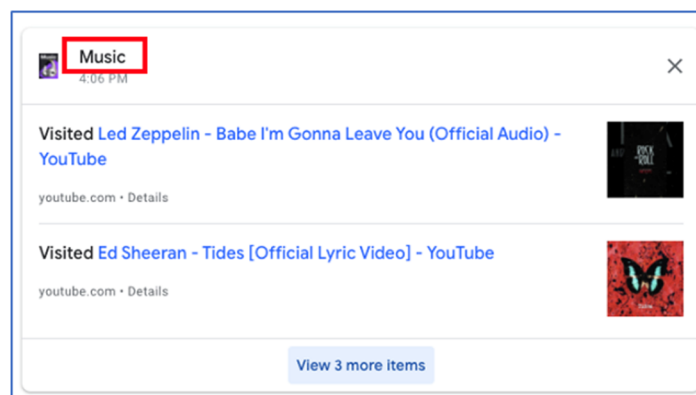 Music
4:06 PM
Visited Led Zeppelin - Babe I'm Gonna Leave You (Official Audio) -
YouTube
youtube.com • Details
Visited Ed Sheeran - Tides [Official Lyric Video] - YouTube
youtube.com • Details
View 3 more items